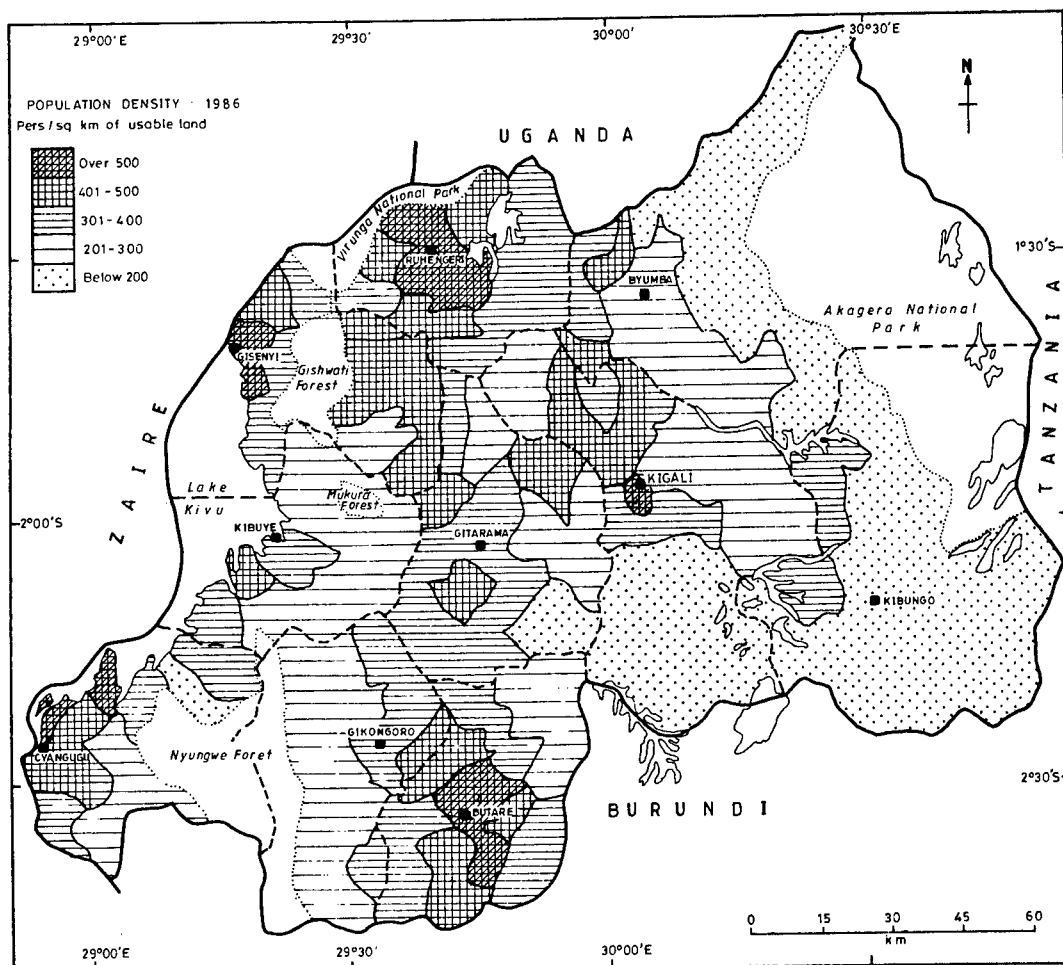 29°00'E
29°30'
30°00'
30°30'E
POPULATION DENSITY · 1986
Pers / sq km of usable land
Over 500
401-500
301-400
201-300
Below 200
N
UGANDA
Virunga National Park
RUHENGERI
BYUMBA
1°30'S
Akagera National
Park
GISENYI
Gishwati
Forest
ZAIRE
TANZANIA
Lake
Kivu
Mukura
Forest
KIGALI
2°00'S
KIBUYE
GITARAMA
KIBUNGO
GIKONGORO
CYANGUGU
Nyungwe Foret
2°30'S
BUTARE
BURUNDI
0 15 30 45 60
km
29°00'E
29°30'
30°00'E